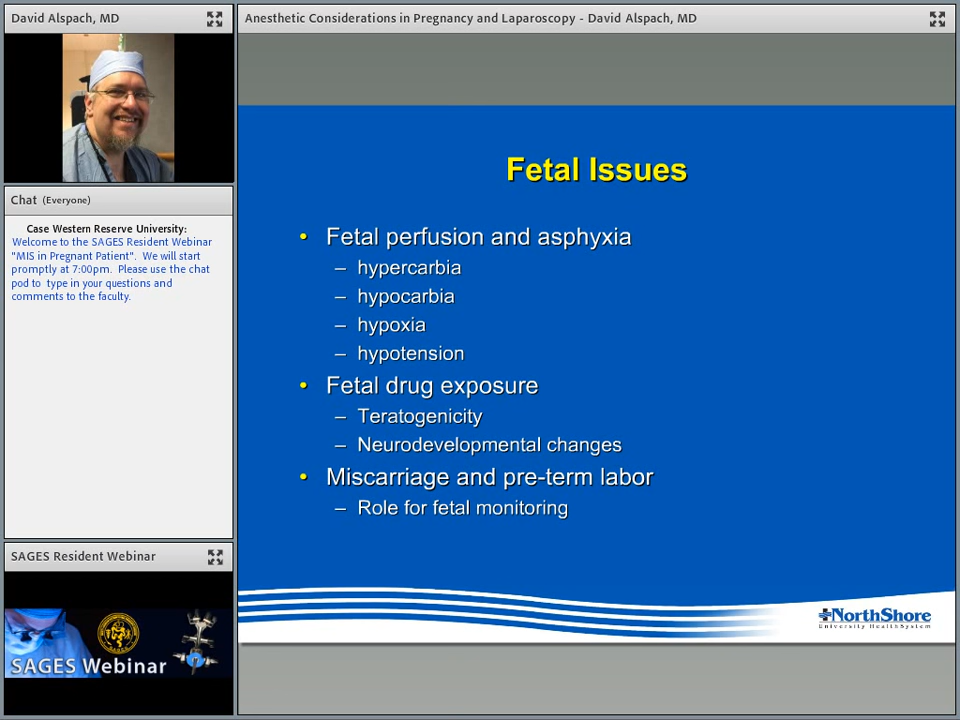 David Alspach, MD
Anesthetic Considerations in Pregnancy and Laparoscopy - David Alspach, MD
Chat (Everyone)
Case Western Reserve University:
Welcome to the SAGES Resident Webinar
"MIS in Pregnant Patient". We will start
promptly at 7:00pm. Please use the chat
pod to type in your questions and
comments to the faculty.
SAGES Resident Webinar
SAGES Webinar
Fetal Issues
• Fetal perfusion and asphyxia
– hypercarbia
– hypocarbia
– hypoxia
– hypotension
• Fetal drug exposure
– Teratogenicity
– Neurodevelopmental changes
• Miscarriage and pre-term labor
– Role for fetal monitoring
NorthShore
University HealthSystem